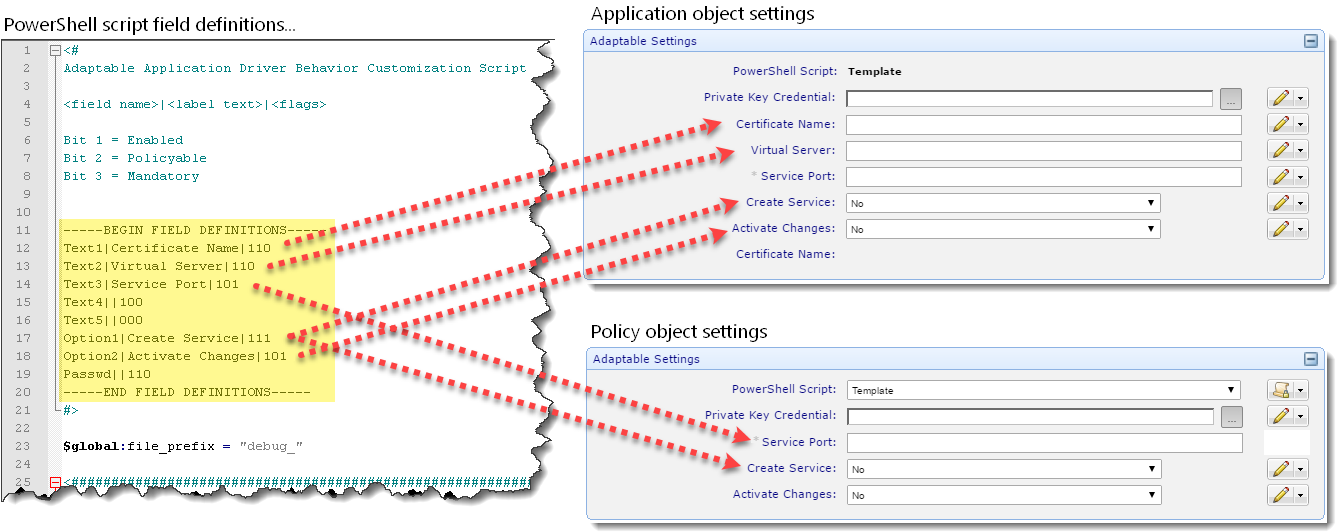 PowerShell script field definitions...
1 <#
2 Adaptable Application Driver Behavior Customization Script
3
4 <field name>|<label text>|<flags>
5
6 Bit 1 = Enabled
7 Bit 2 = Policyable
8 Bit 3 = Mandatory
9
10
11 -----BEGIN FIELD DEFINITIONS-----
12 Text1|Certificate Name|110
13 Text2|Virtual Server|110
14 Text3|Service Port|101
15 Text4||100
16 Text5||000
17 Option1|Create Service|111
18 Option2|Activate Changes|101
19 Passwd||110
20 -----END FIELD DEFINITIONS-----
21 #>
22
23 $global:file_prefix = "debug_"
24
25 <##################################################
Application object settings
Adaptable Settings
PowerShell Script: Template
Private Key Credential: ...
Certificate Name:
Virtual Server:
* Service Port:
Create Service: No
Activate Changes: No
Certificate Name:
Policy object settings
Adaptable Settings
PowerShell Script: Template
Private Key Credential: ...
* Service Port:
Create Service: No
Activate Changes: No